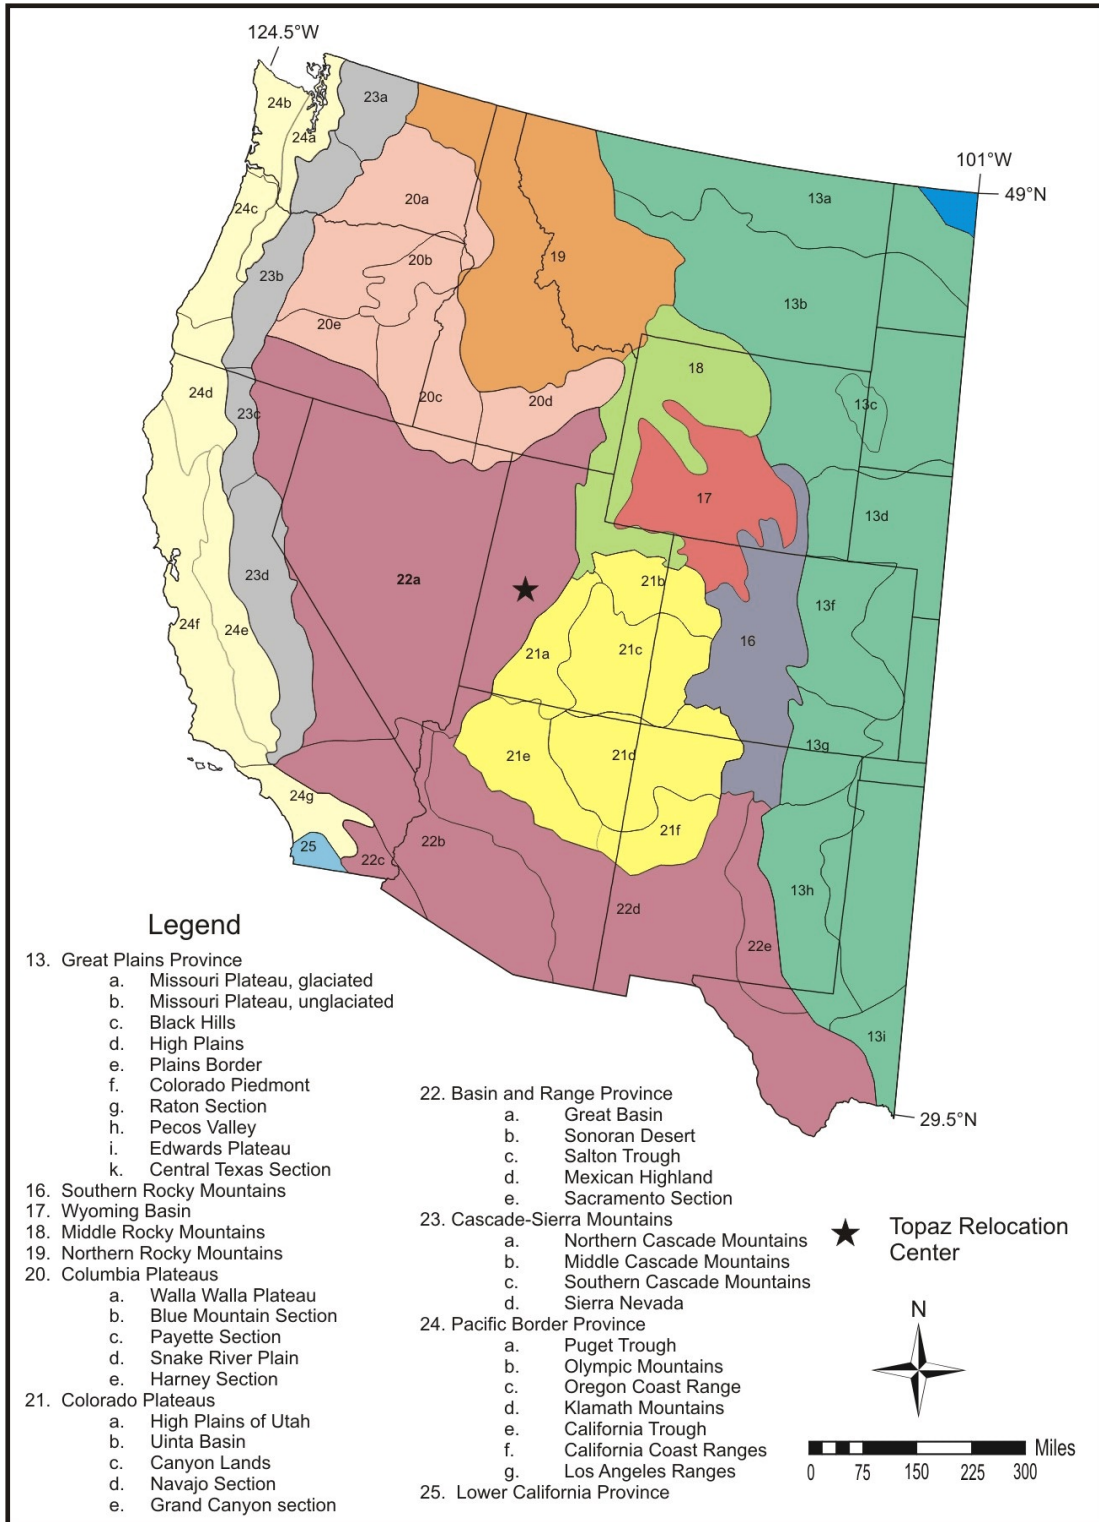 124.5°W
24b
23a
24a
101°W
49°N
20a
13a
24c
20b
19
23b
13b
20e
18
24d
20c
20d
13c
23c
17
13d
22a
23d
21b
13f
24f
24e
16
21a
21c
21e
21d
13g
24g
21f
25
22c
22b
13h
22d
22e
13i
29.5°N
Legend
13. Great Plains Province
a. Missouri Plateau, glaciated
b. Missouri Plateau, unglaciated
c. Black Hills
d. High Plains
e. Plains Border
f. Colorado Piedmont
g. Raton Section
h. Pecos Valley
i. Edwards Plateau
k. Central Texas Section
16. Southern Rocky Mountains
17. Wyoming Basin
18. Middle Rocky Mountains
19. Northern Rocky Mountains
20. Columbia Plateaus
a. Walla Walla Plateau
b. Blue Mountain Section
c. Payette Section
d. Snake River Plain
e. Harney Section
21. Colorado Plateaus
a. High Plains of Utah
b. Uinta Basin
c. Canyon Lands
d. Navajo Section
e. Grand Canyon section
22. Basin and Range Province
a. Great Basin
b. Sonoran Desert
c. Salton Trough
d. Mexican Highland
e. Sacramento Section
23. Cascade-Sierra Mountains
a. Northern Cascade Mountains
b. Middle Cascade Mountains
c. Southern Cascade Mountains
d. Sierra Nevada
24. Pacific Border Province
a. Puget Trough
b. Olympic Mountains
c. Oregon Coast Range
d. Klamath Mountains
e. California Trough
f. California Coast Ranges
g. Los Angeles Ranges
25. Lower California Province
Topaz Relocation
Center
N
Miles
0 75 150 225 300